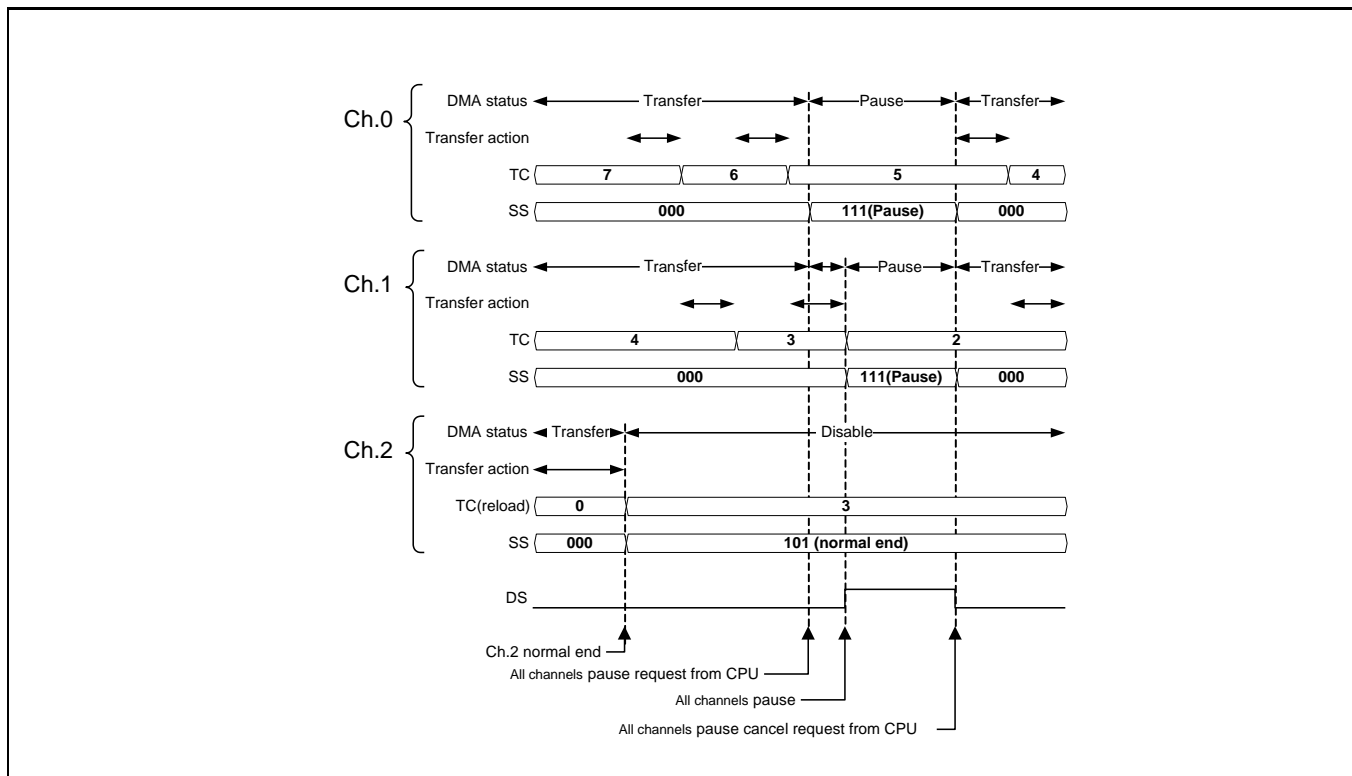 Ch.0
DMA status Transfer Pause Transfer
Transfer action
TC 7 6 5 4
SS 000 111(Pause) 000
Ch.1
DMA status Transfer Pause Transfer
Transfer action
TC 4 3 2
SS 000 111(Pause) 000
Ch.2
DMA status Transfer Disable
Transfer action
TC(reload) 0 3
SS 000 101 (normal end)
DS
Ch.2 normal end
All channels pause request from CPU
All channels pause
All channels pause cancel request from CPU